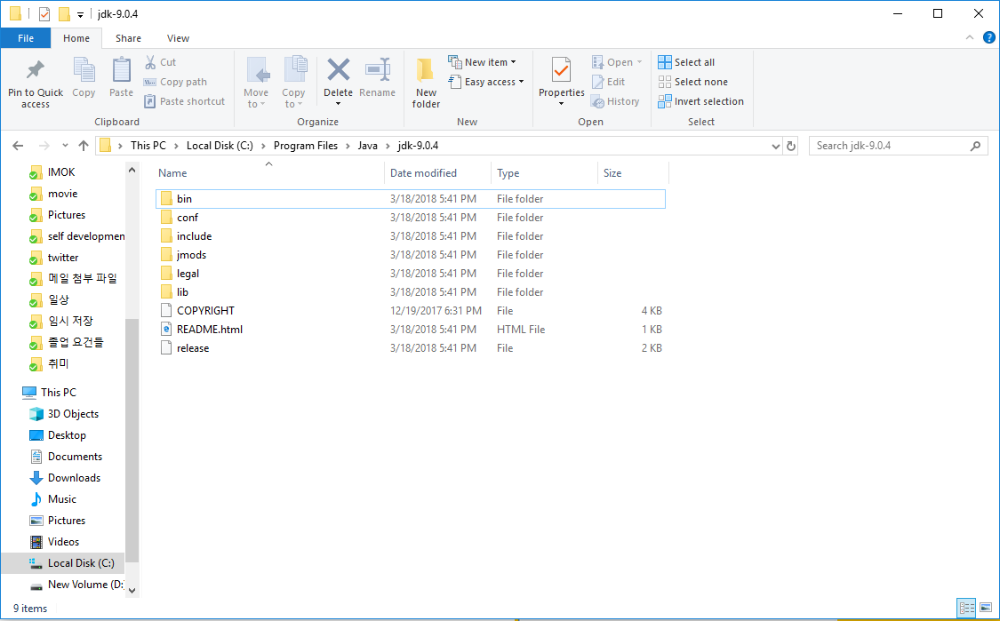 jdk-9.0.4
File Home Share View
Pin to Quick access
Copy
Paste
Cut
Copy path
Paste shortcut
Clipboard
Move to
Copy to
Delete
Rename
Organize
New folder
New item
Easy access
New
Properties
Open
Edit
History
Open
Select all
Select none
Invert selection
Select
This PC > Local Disk (C:) > Program Files > Java > jdk-9.0.4
Search jdk-9.0.4
IMOK
movie
Pictures
self developmen
twitter
메일 첨부 파일
일상
임시 저장
졸업 요건들
취미
This PC
3D Objects
Desktop
Documents
Downloads
Music
Pictures
Videos
Local Disk (C:)
New Volume (D:
Name Date modified Type Size
bin 3/18/2018 5:41 PM File folder
conf 3/18/2018 5:41 PM File folder
include 3/18/2018 5:41 PM File folder
jmods 3/18/2018 5:41 PM File folder
legal 3/18/2018 5:41 PM File folder
lib 3/18/2018 5:41 PM File folder
COPYRIGHT 12/19/2017 6:31 PM File 4 KB
README.html 3/18/2018 5:41 PM HTML File 1 KB
release 3/18/2018 5:41 PM File 2 KB
9 items